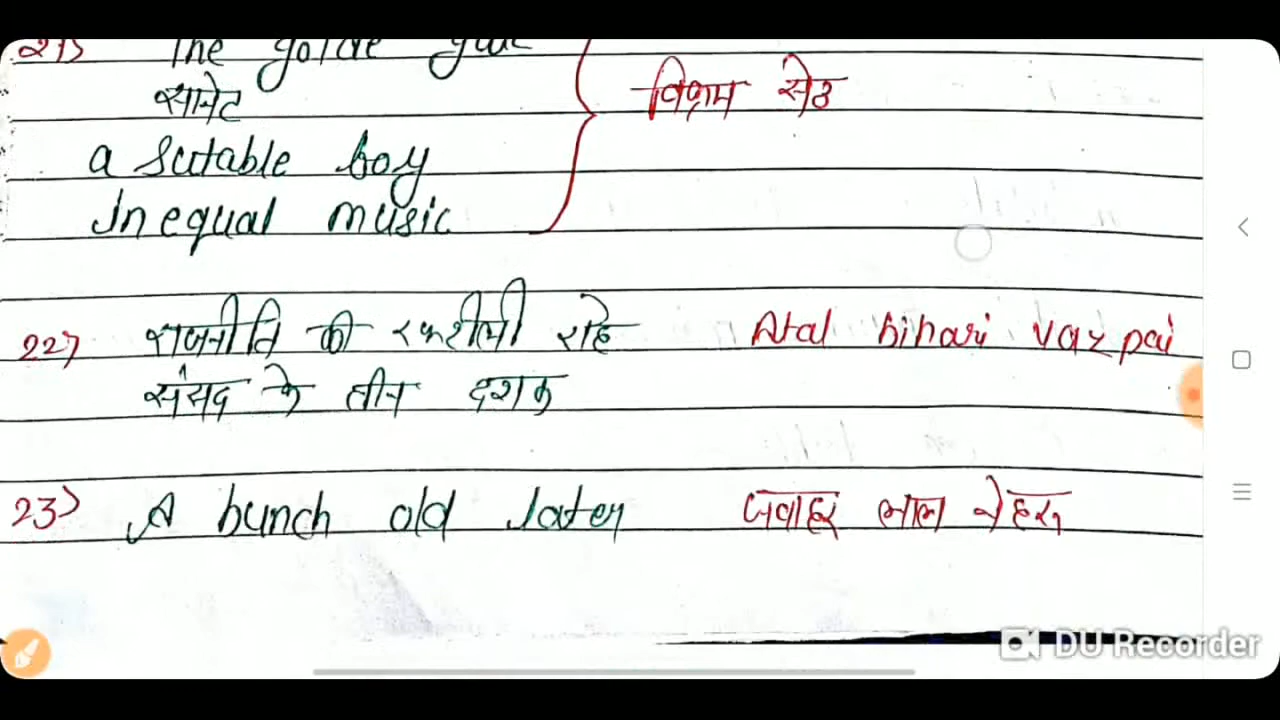 21) The golde gate
सानेट
a Sutable boy
Inequal music
विक्रम सेठ
22) राजनीति की रपटीली राहे Atal bihari vazpai
संसद के तीन दशक
23) A bunch old later जवाहर लाल नेहरु
DU Recorder